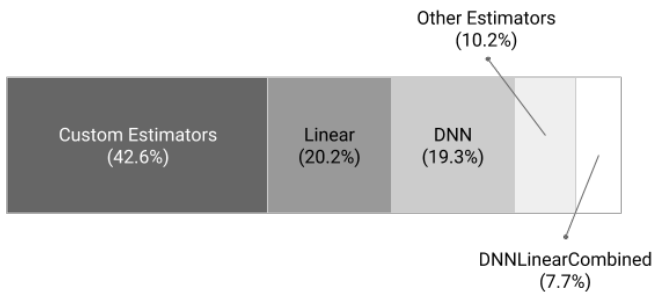 Other Estimators
(10.2%)
Custom Estimators
(42.6%)
Linear
(20.2%)
DNN
(19.3%)
DNNLinearCombined
(7.7%)